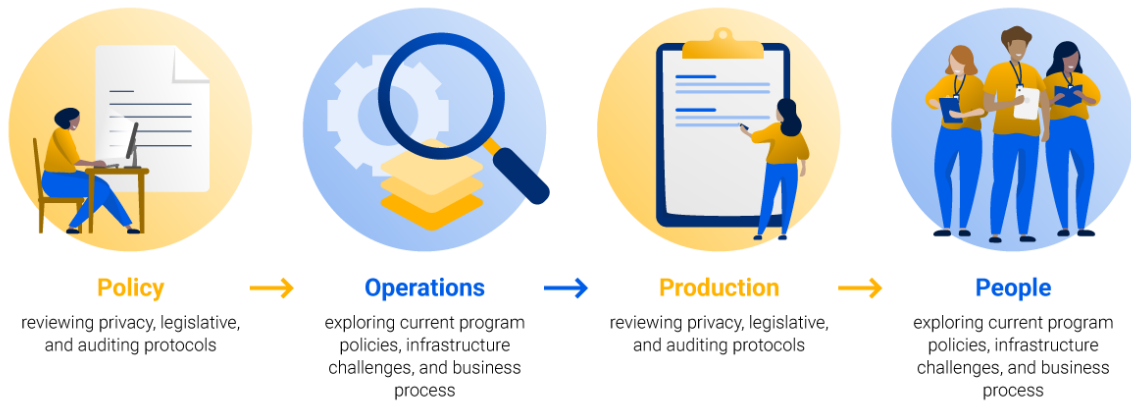 Policy
reviewing privacy, legislative,
and auditing protocols
Operations
exploring current program
policies, infrastructure
challenges, and business
process
Production
reviewing privacy, legislative,
and auditing protocols
People
exploring current program
policies, infrastructure
challenges, and business
process